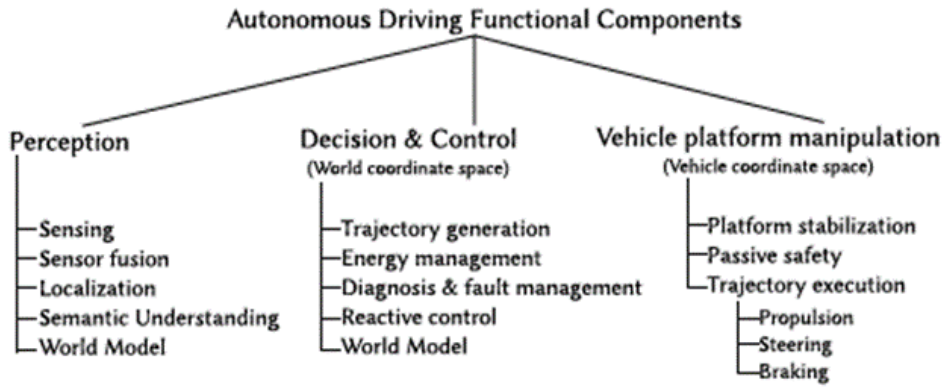 Autonomous Driving Functional Components
Perception
Sensing
Sensor fusion
Localization
Semantic Understanding
World Model
Decision & Control
(World coordinate space)
Trajectory generation
Energy management
Diagnosis & fault management
Reactive control
World Model
Vehicle platform manipulation
(Vehicle coordinate space)
Platform stabilization
Passive safety
Trajectory execution
Propulsion
Steering
Braking